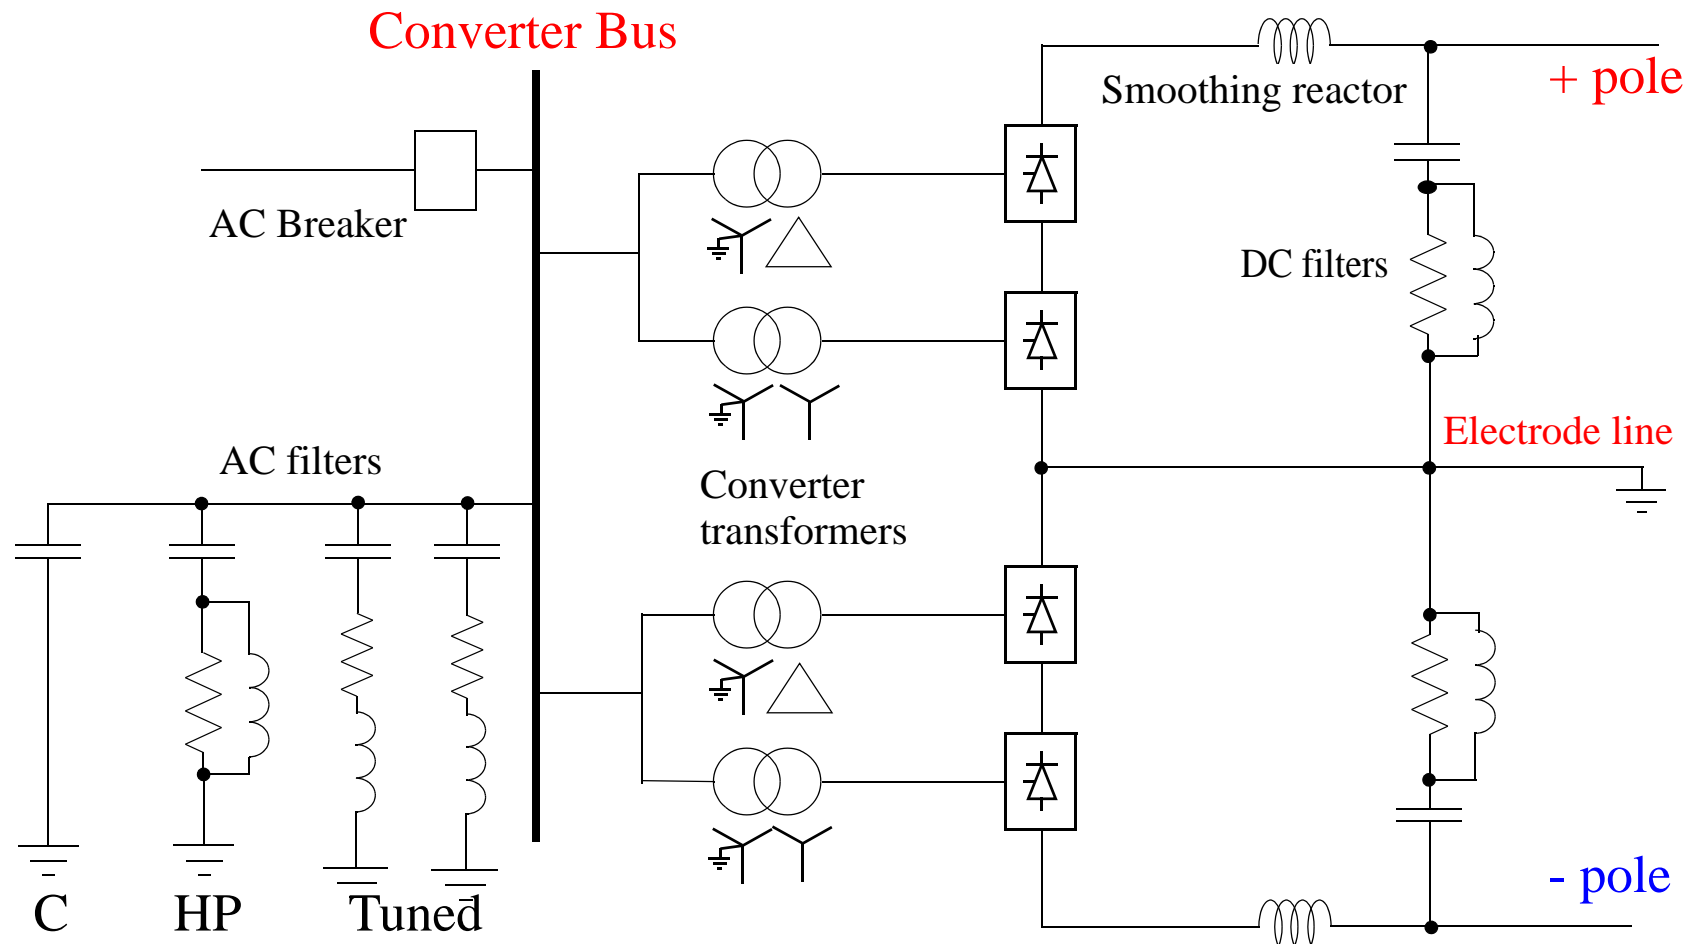 Converter Bus
+ pole
Smoothing reactor
AC Breaker
DC filters
Electrode line
AC filters
Converter
transformers
- pole
C
HP
Tuned